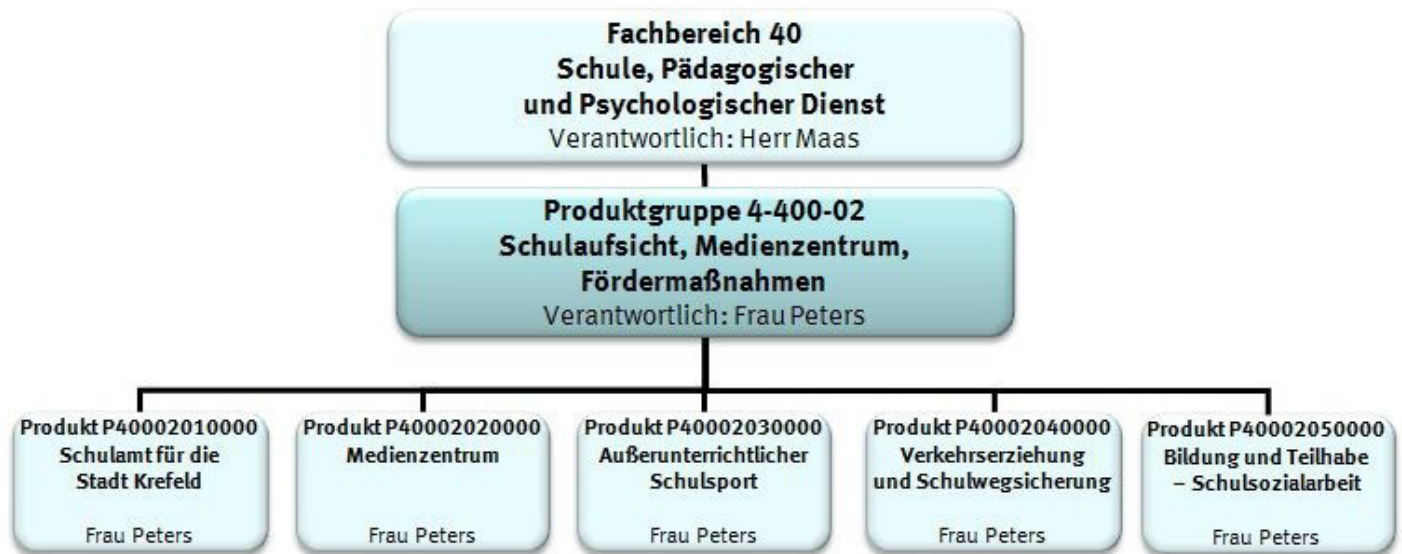 Fachbereich 40
Schule, Pädagogischer
und Psychologischer Dienst
Verantwortlich: Herr Maas
Produktgruppe 4-400-02
Schulaufsicht, Medienzentrum,
Fördermaßnahmen
Verantwortlich: Frau Peters
Produkt P40002010000
Schulamt für die
Stadt Krefeld
Frau Peters
Produkt P40002020000
Medienzentrum
Frau Peters
Produkt P40002030000
Außerunterrichtlicher
Schulsport
Frau Peters
Produkt P40002040000
Verkehrserziehung
und Schulwegsicherung
Frau Peters
Produkt P40002050000
Bildung und Teilhabe
– Schulsozialarbeit
Frau Peters